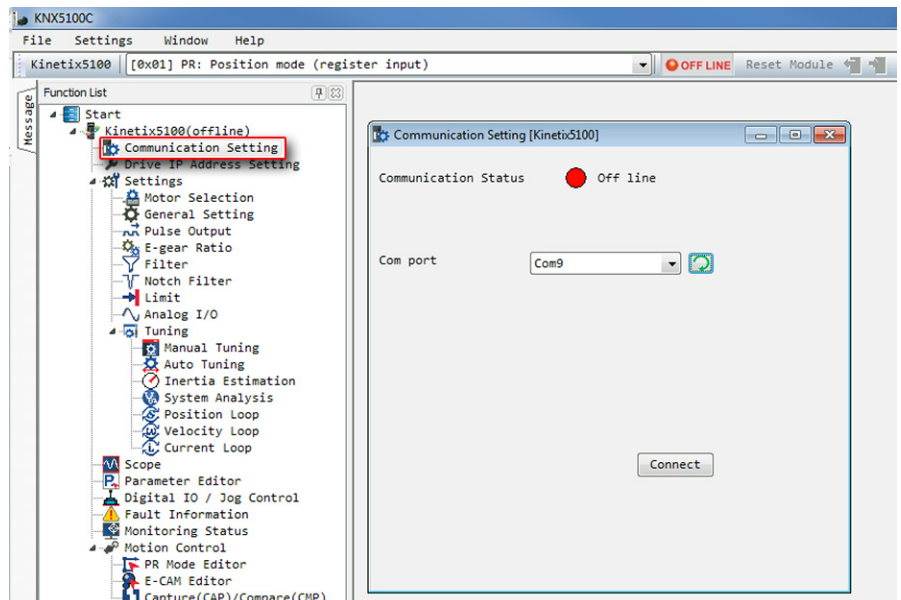 KNX5100C
File Settings Window Help
Kinetix5100 [0x01] PR: Position mode (register input) OFF LINE Reset Module
Message
Function List
Start
Kinetix5100(offline)
Communication Setting
Drive IP Address Setting
Settings
Motor Selection
General Setting
Pulse Output
E-gear Ratio
Filter
Notch Filter
Limit
Analog I/O
Tuning
Manual Tuning
Auto Tuning
Inertia Estimation
System Analysis
Position Loop
Velocity Loop
Current Loop
Scope
Parameter Editor
Digital IO / Jog Control
Fault Information
Monitoring Status
Motion Control
PR Mode Editor
E-CAM Editor
Capture(CAP)/Compare(CMP)
Communication Setting [Kinetix5100]
Communication Status Off line
Com port Com9
Connect